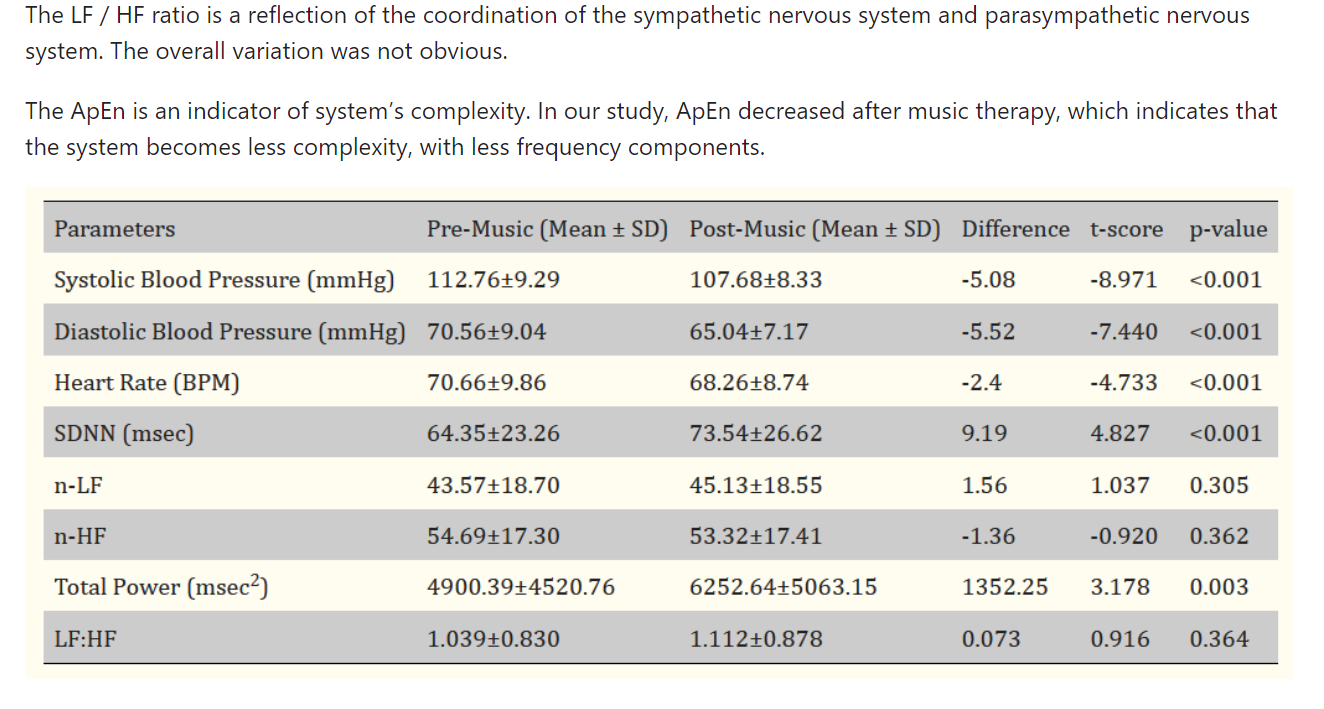 The LF / HF ratio is a reflection of the coordination of the sympathetic nervous system and parasympathetic nervous
system. The overall variation was not obvious.
The ApEn is an indicator of system’s complexity. In our study, ApEn decreased after music therapy, which indicates that
the system becomes less complexity, with less frequency components.
Parameters Pre-Music (Mean ± SD) Post-Music (Mean ± SD) Difference t-score p-value
Systolic Blood Pressure (mmHg) 112.76±9.29 107.68±8.33 -5.08 -8.971 <0.001
Diastolic Blood Pressure (mmHg) 70.56±9.04 65.04±7.17 -5.52 -7.440 <0.001
Heart Rate (BPM) 70.66±9.86 68.26±8.74 -2.4 -4.733 <0.001
SDNN (msec) 64.35±23.26 73.54±26.62 9.19 4.827 <0.001
n-LF 43.57±18.70 45.13±18.55 1.56 1.037 0.305
n-HF 54.69±17.30 53.32±17.41 -1.36 -0.920 0.362
Total Power (msec²) 4900.39±4520.76 6252.64±5063.15 1352.25 3.178 0.003
LF:HF 1.039±0.830 1.112±0.878 0.073 0.916 0.364